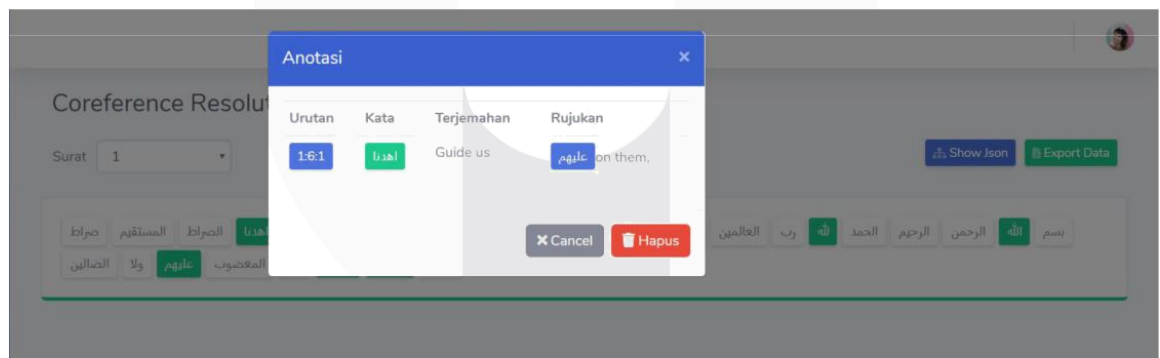 Anotasi ×
Coreference Resolut
Urutan Kata Terjemahan Rujukan
1:6:1 اهدنا Guide us عليهم on them,
Surat 1
Show Json Export Data
Cancel Hapus
بسم الله الرحمن الرحيم الحمد لله رب العالمين
اهدنا الصراط المستقيم صراط
المغضوب عليهم ولا الضالين